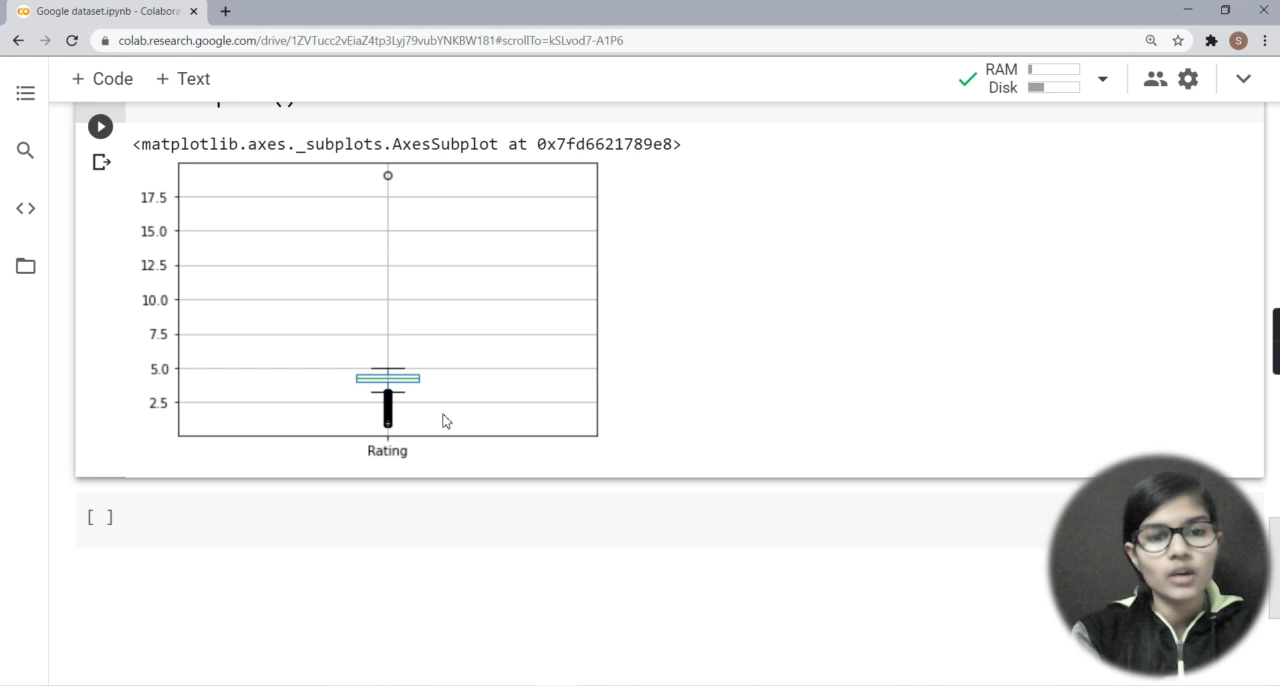 Google dataset.ipynb - Colabora
colab.research.google.com/drive/1ZVTucc2vEiaZ4tp3Lyj79vubYNKBW181#scrollTo=kSLvod7-A1P6
S
+ Code + Text
RAM
Disk
<matplotlib.axes._subplots.AxesSubplot at 0x7fd6621789e8>
17.5
15.0
12.5
10.0
7.5
5.0
2.5
Rating
[ ]